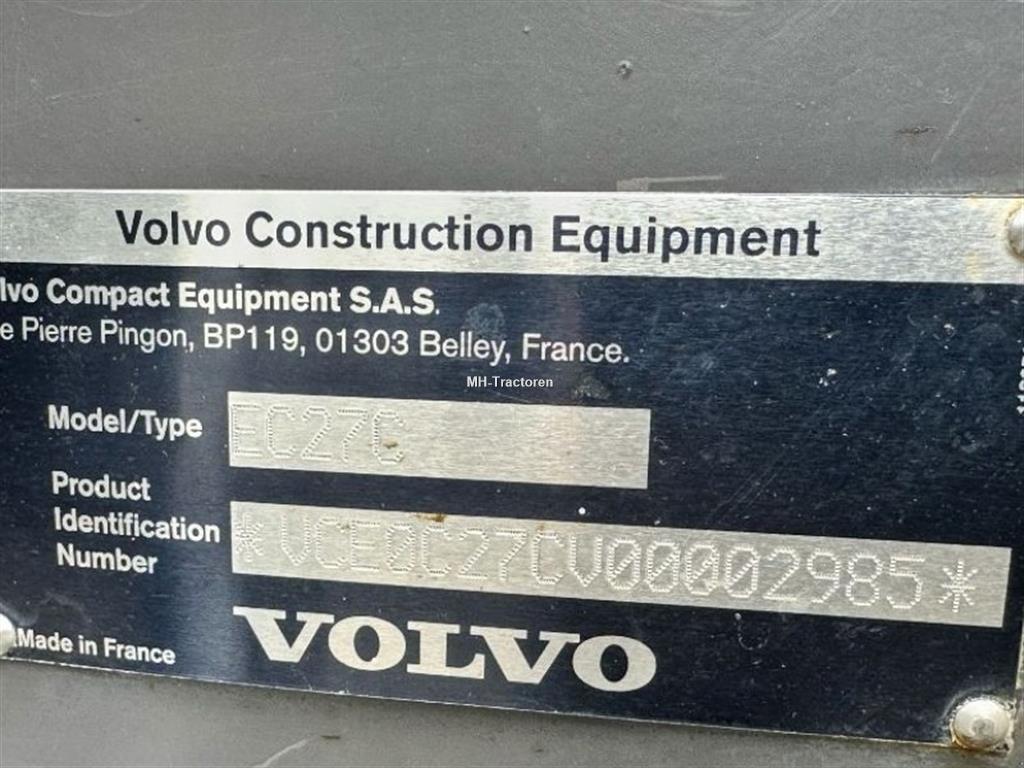 Volvo Construction Equipment
lvo Compact Equipment S.A.S.
e Pierre Pingon, BP119, 01303 Belley, France.
MH-Tractoren
Model/Type EC27C
Product
Identification
Number
*VCE0C27CV00002985*
VOLVO
Made in France